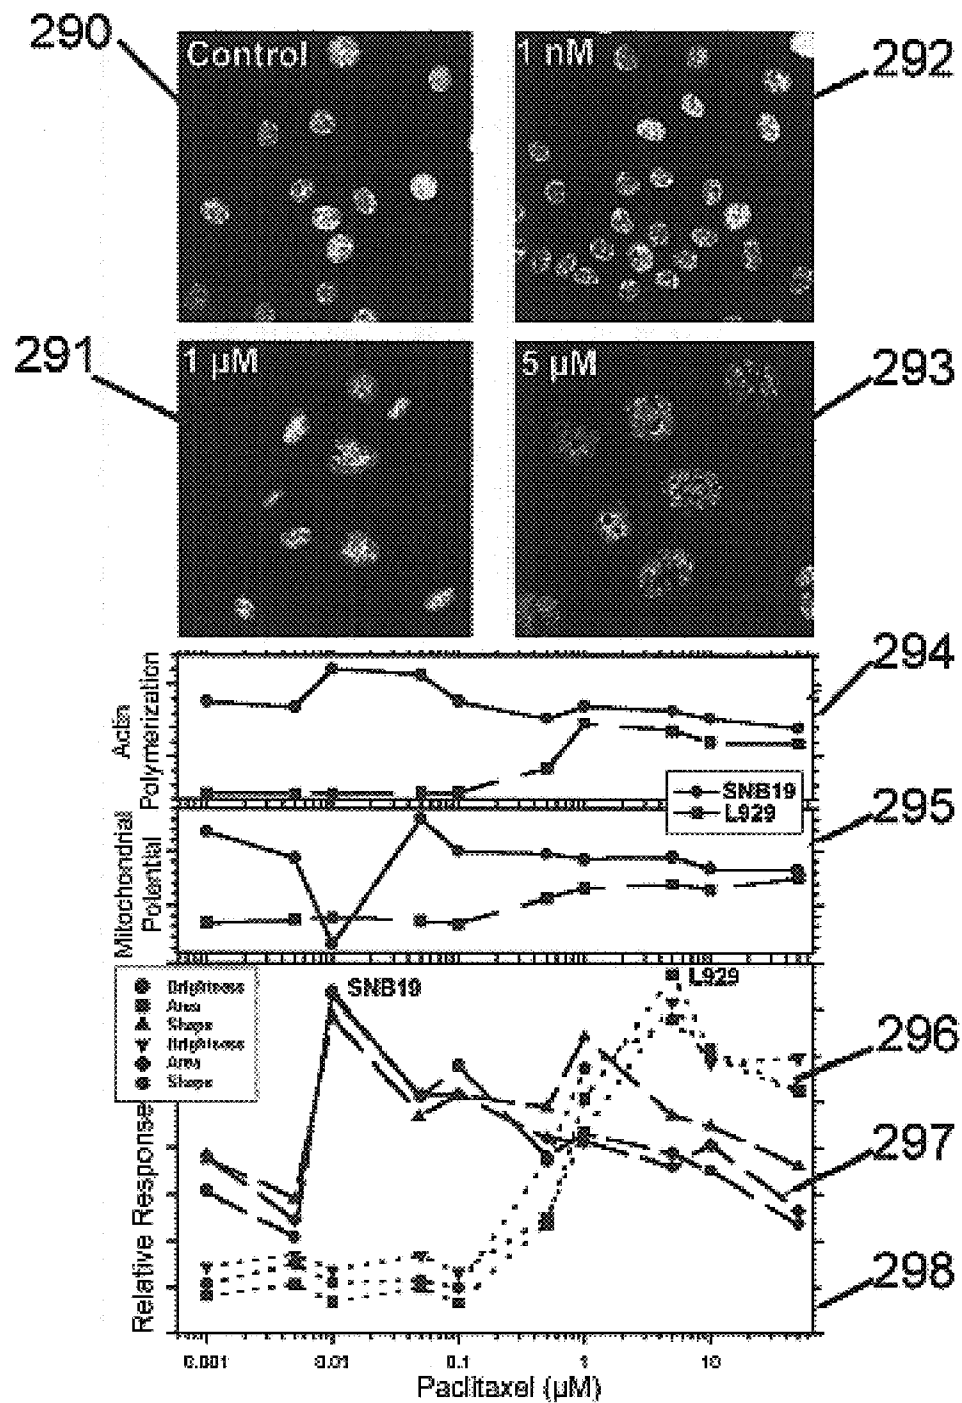 290
Control
1 nM
292
291
1 µM
5 µM
293
294
Actin
Polymerization
SNB19
L929
295
Mitochondrial
Potential
Brightness
Area
Shape
Brightness
Area
Shape
SNB19
L929
296
297
Relative Response
298
0.001
0.01
0.1
1
10
Paclitaxel (µM)